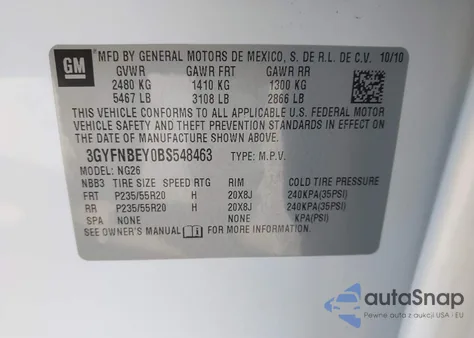 GM
MFD BY GENERAL MOTORS DE MEXICO, S. DE R.L. DE C.V. 10/10
GVWR GAWR FRT GAWR RR
2480 KG 1410 KG 1300 KG
5467 LB 3108 LB 2866 LB
THIS VEHICLE CONFORMS TO ALL APPLICABLE U.S. FEDERAL MOTOR
VEHICLE SAFETY AND THEFT PREVENTION STANDARDS IN EFFECT ON
THE DATE OF MANUFACTURE SHOWN ABOVE.
3GYFNBEY0BS548463 TYPE: M.P.V.
MODEL: NG26
NBB3 TIRE SIZE SPEED RTG RIM COLD TIRE PRESSURE
FRT P235/55R20 H 20X8J 240KPA(35PSI)
RR P235/55R20 H 20X8J 240KPA(35PSI)
SPA NONE NONE KPA(PSI)
SEE OWNER'S MANUAL FOR MORE INFORMATION.
autoSnap
Pewne auto z aukcji USA i EU